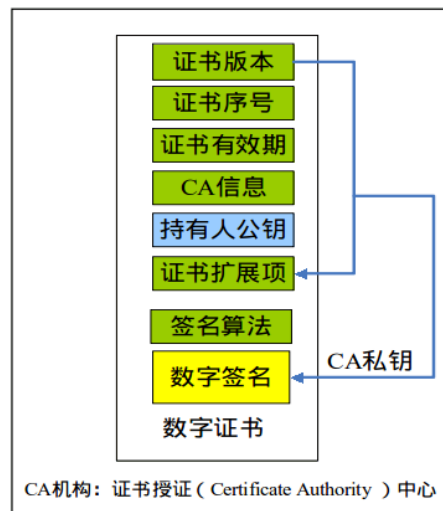 证书版本
证书序号
证书有效期
CA信息
持有人公钥
证书扩展项
签名算法
CA私钥
数字签名
数字证书
CA机构：证书授证（Certificate Authority ）中心